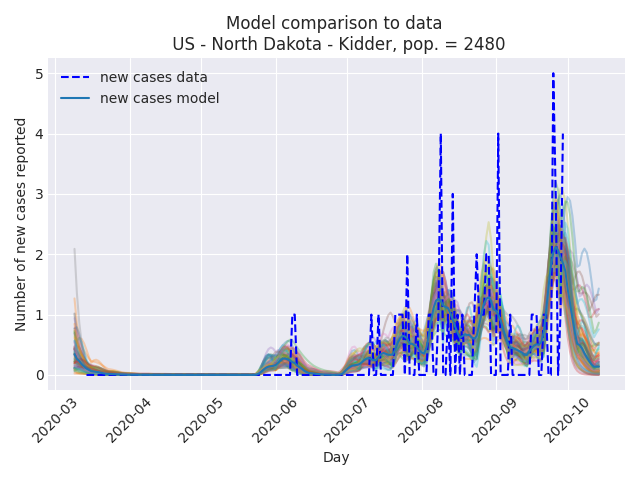 Model comparison to data
US - North Dakota - Kidder, pop. = 2480
new cases data
new cases model
Number of new cases reported
5
4
3
2
1
0
2020-03
2020-04
2020-05
2020-06
2020-07
2020-08
2020-09
2020-10
Day